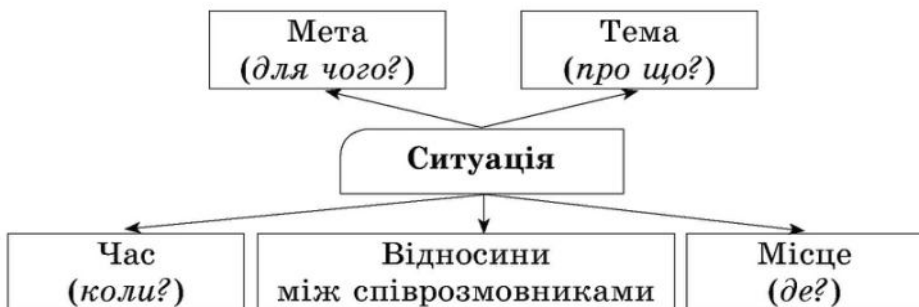 Мета
(для чого?)
Тема
(про що?)
Ситуація
Час
(коли?)
Відносини
між співрозмовниками
Місце
(де?)